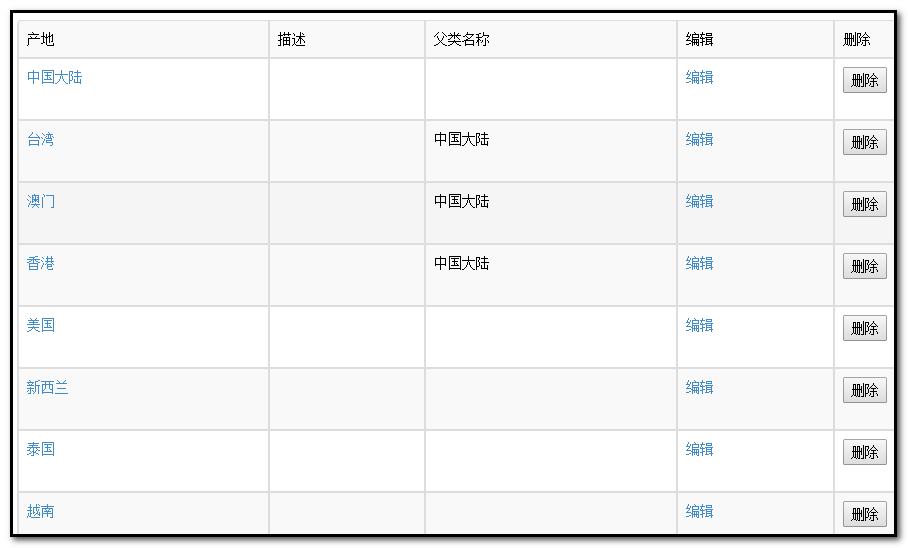 产地 描述 父类名称 编辑 删除
中国大陆 编辑 删除
台湾 中国大陆 编辑 删除
澳门 中国大陆 编辑 删除
香港 中国大陆 编辑 删除
美国 编辑 删除
新西兰 编辑 删除
泰国 编辑 删除
越南 编辑 删除